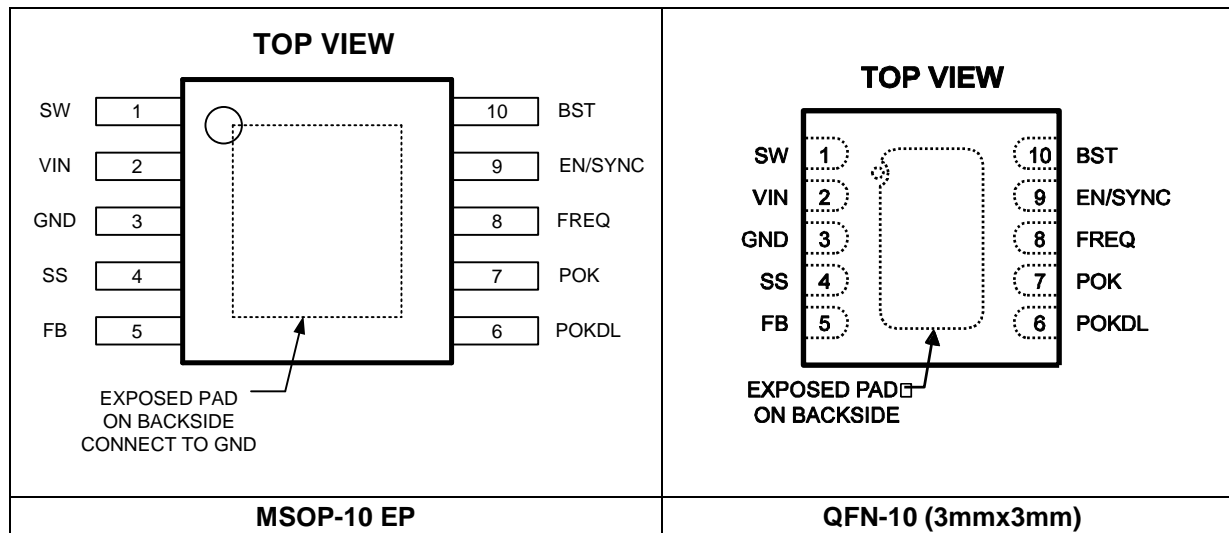 TOP VIEW
SW 1 10 BST
VIN 2 9 EN/SYNC
GND 3 8 FREQ
SS 4 7 POK
FB 5 6 POKDL
EXPOSED PAD
ON BACKSIDE
CONNECT TO GND
MSOP-10 EP
TOP VIEW
SW 1 10 BST
VIN 2 9 EN/SYNC
GND 3 8 FREQ
SS 4 7 POK
FB 5 6 POKDL
EXPOSED PAD□
ON BACKSIDE
QFN-10 (3mmx3mm)